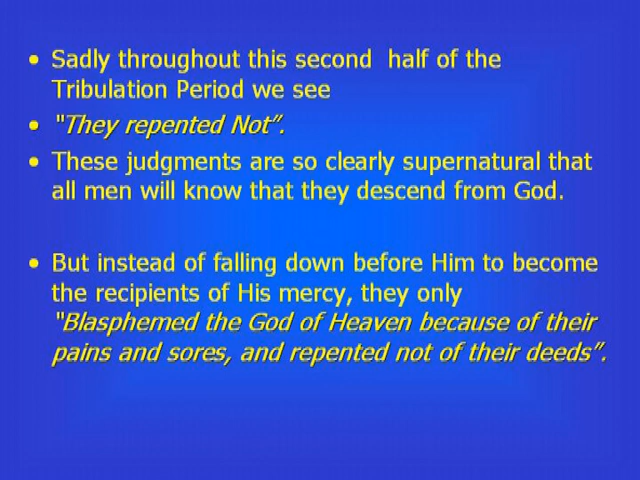 • Sadly throughout this second  half of the
Tribulation Period we see
• "They repented Not”.
• These judgments are so clearly supernatural that
all men will know that they descend from God.
• But instead of falling down before Him to become
the recipients of His mercy, they only
"Blasphemed the God of Heaven because of their
pains and sores, and repented not of their deeds”.